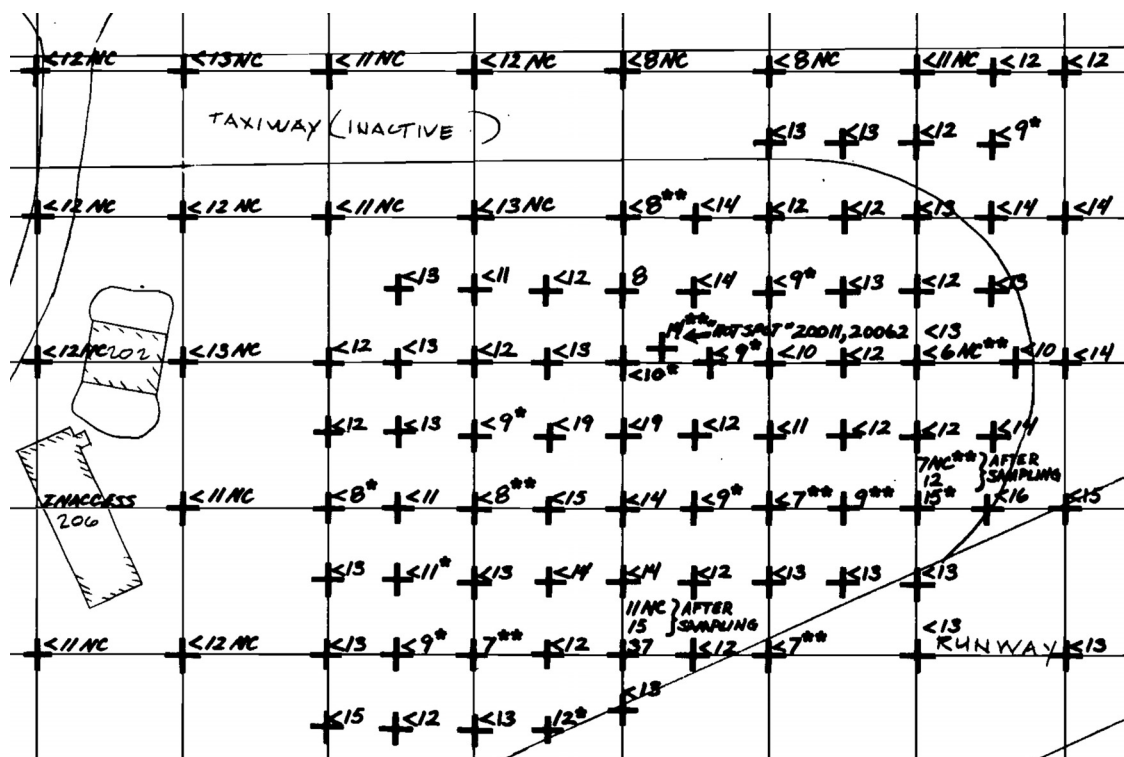 <12NC <13NC <11NC <12NC <8NC <8NC <11NC <12 <12
TAXIWAY (INACTIVE )
<13 <13 <12 <9*
<12NC <12NC <11NC <13NC <8** <14 <12 <12 <13 <14 <14
<13 <11 <12 8 <14 <9* <13 <12 <13
14** "HOT SPOT" 20011, 20062 <13
<12NC 202 <13NC <12 <13 <12 <13 <9* <10 <12 <6NC** <10 <14
<10*
<12 <13 <9* <19 <19 <12 <11 <12 <12 <14
7NC** } AFTER
12 SAMPLING
INACCESS <11NC <8* <11 <8** <15 <14 <9* <7** 9** 15* <16 <15
206
<13 <11* <13 <14 <14 <12 <13 <13 <13
11NC } AFTER
15 SAMPLING
<13
<11NC <12NC <13 <9* 7** <12 37 <12 <7** RUNWAY <13
<13
<15 <12 <13 12*